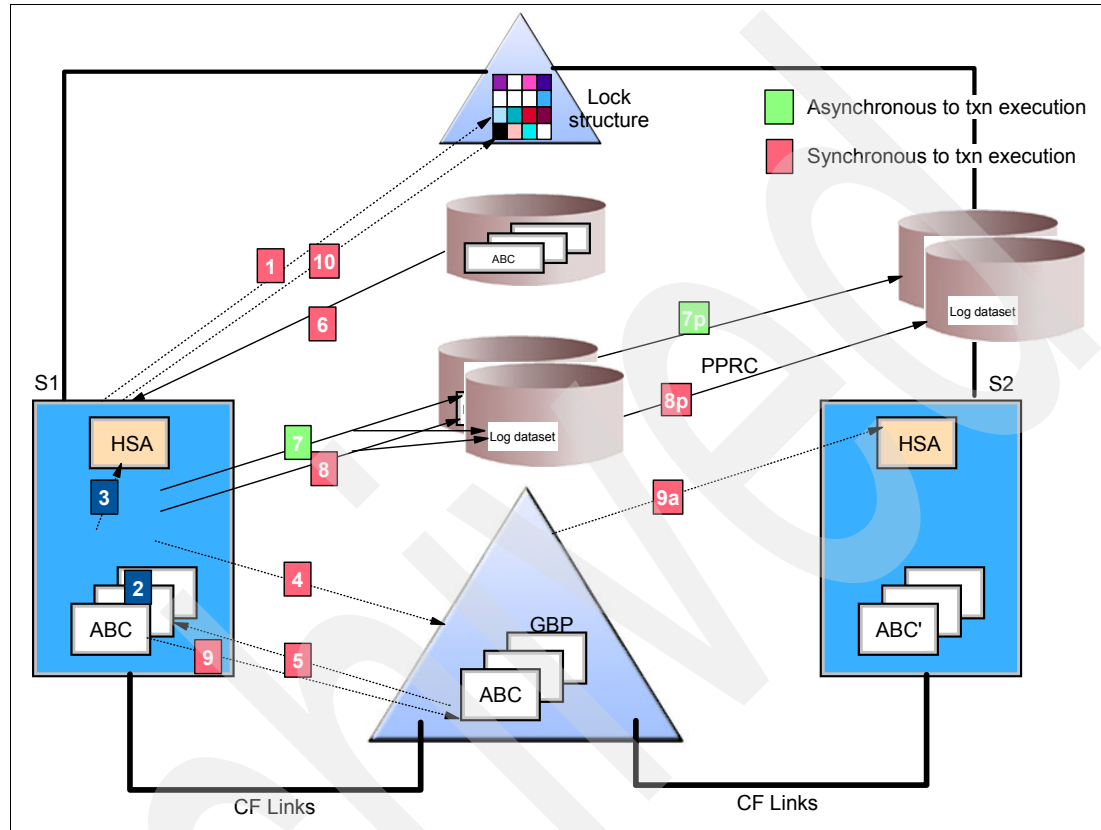 Lock
structure
Asynchronous to txn execution
Synchronous to txn execution
1
10
ABC
6
7p
Log dataset
PPRC
8p
S1
S2
HSA
7
Log dataset
8
HSA
3
9a
4
2
ABC
GBP
ABC'
9
5
ABC
CF Links
CF Links